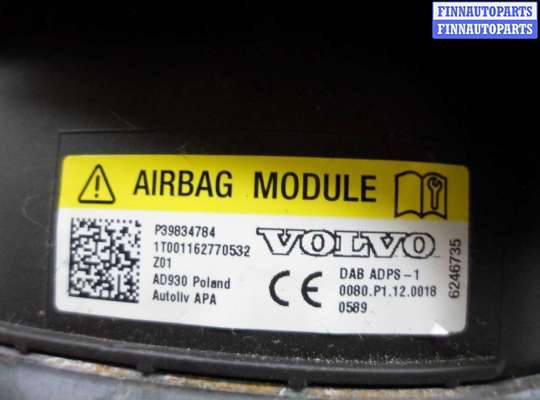 FINNAUTOPARTS
FINNAUTOPARTS
AIRBAG MODULE
P39834784
1T001162770532
Z01
AD930 Poland
Autoliv APA
VOLVO
CE
DAB ADPS-1
0080.P1.12.0018
0589
6246735